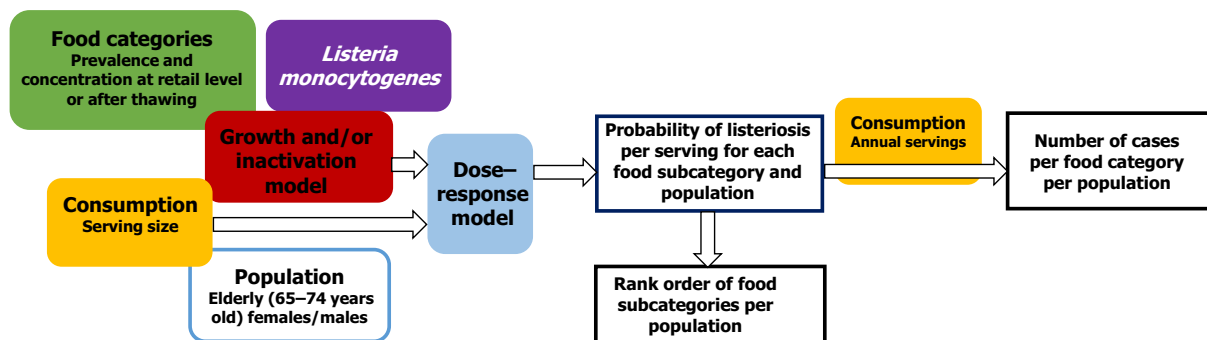 Food categories
Prevalence and
concentration at retail level
or after thawing
Listeria
monocytogenes
Growth and/or
inactivation model
Consumption
Serving size
Population
Elderly (65–74 years
old) females/males
Dose–
response
model
Probability of listeriosis
per serving for each
food subcategory and
population
Rank order of food
subcategories per
population
Consumption
Annual servings
Number of cases
per food category
per population